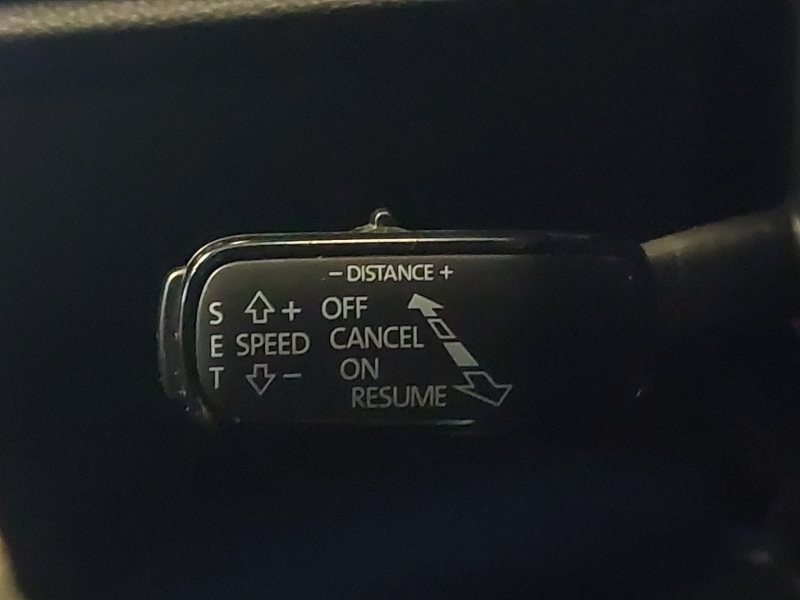 - DISTANCE +
S + OFF
E SPEED CANCEL
T - ON
RESUME